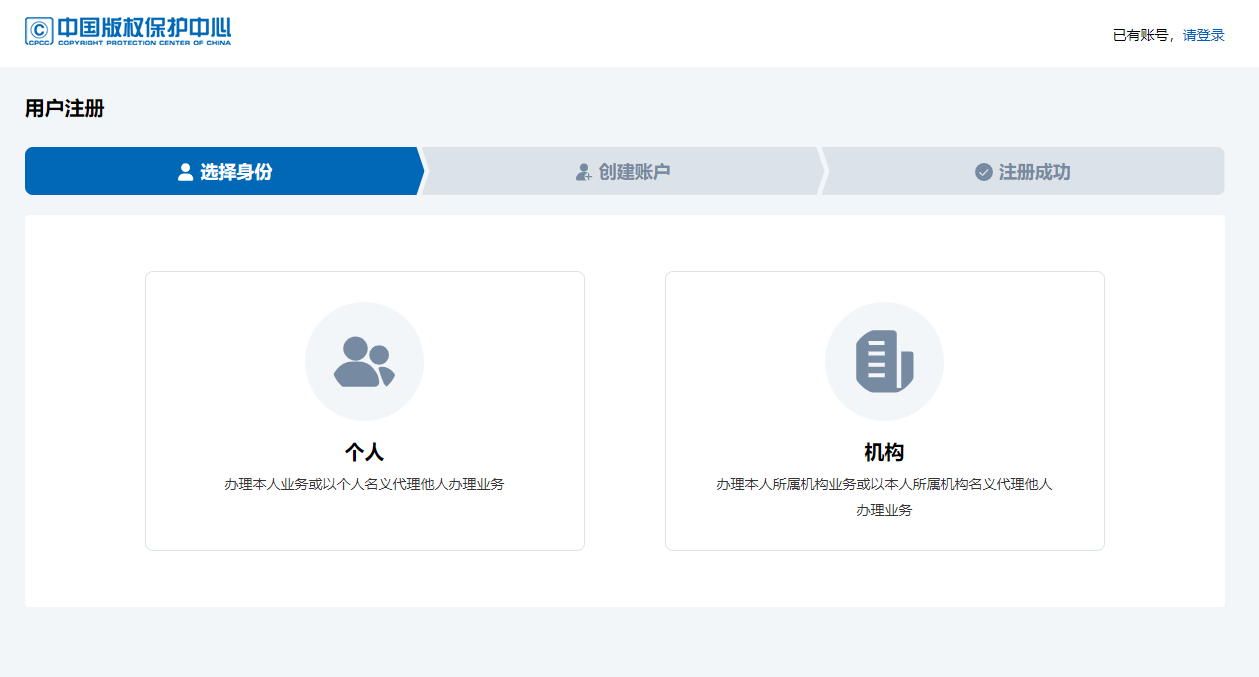 中国版权保护中心
CPCC COPYRIGHT PROTECTION CENTER OF CHINA
已有账号，请登录
用户注册
选择身份
创建账户
注册成功
个人
办理本人业务或以个人名义代理他人办理业务
机构
办理本人所属机构业务或以本人所属机构名义代理他人
办理业务